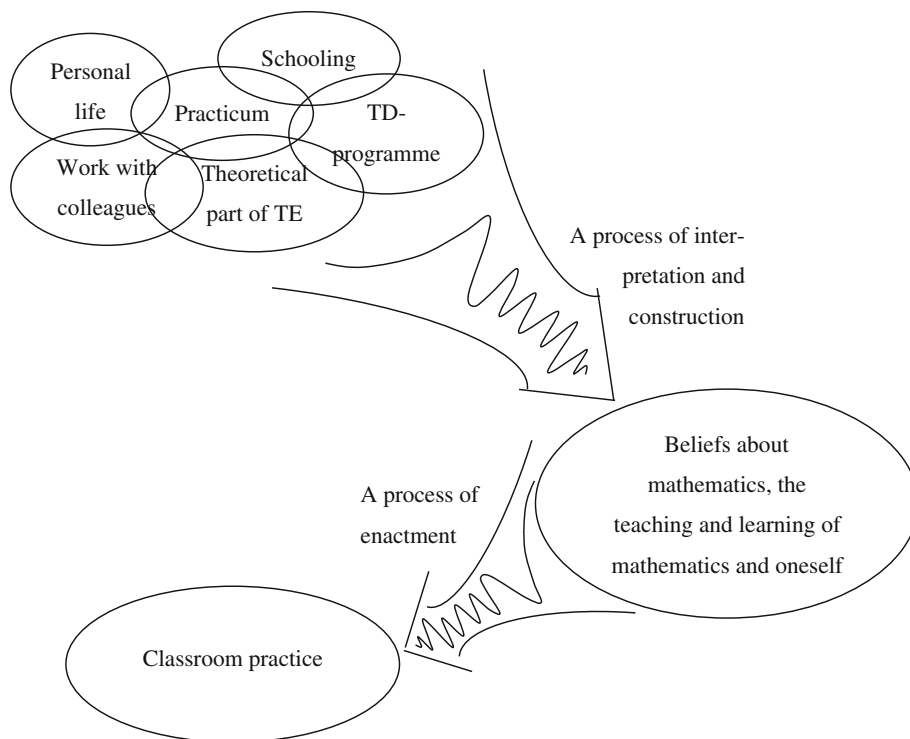 Schooling
Personal
life
Practicum
TD-
programme
Work with
colleagues
Theoretical
part of TE
A process of inter-
pretation and
construction
Beliefs about
mathematics, the
teaching and learning of
mathematics and oneself
A process of
enactment
Classroom practice